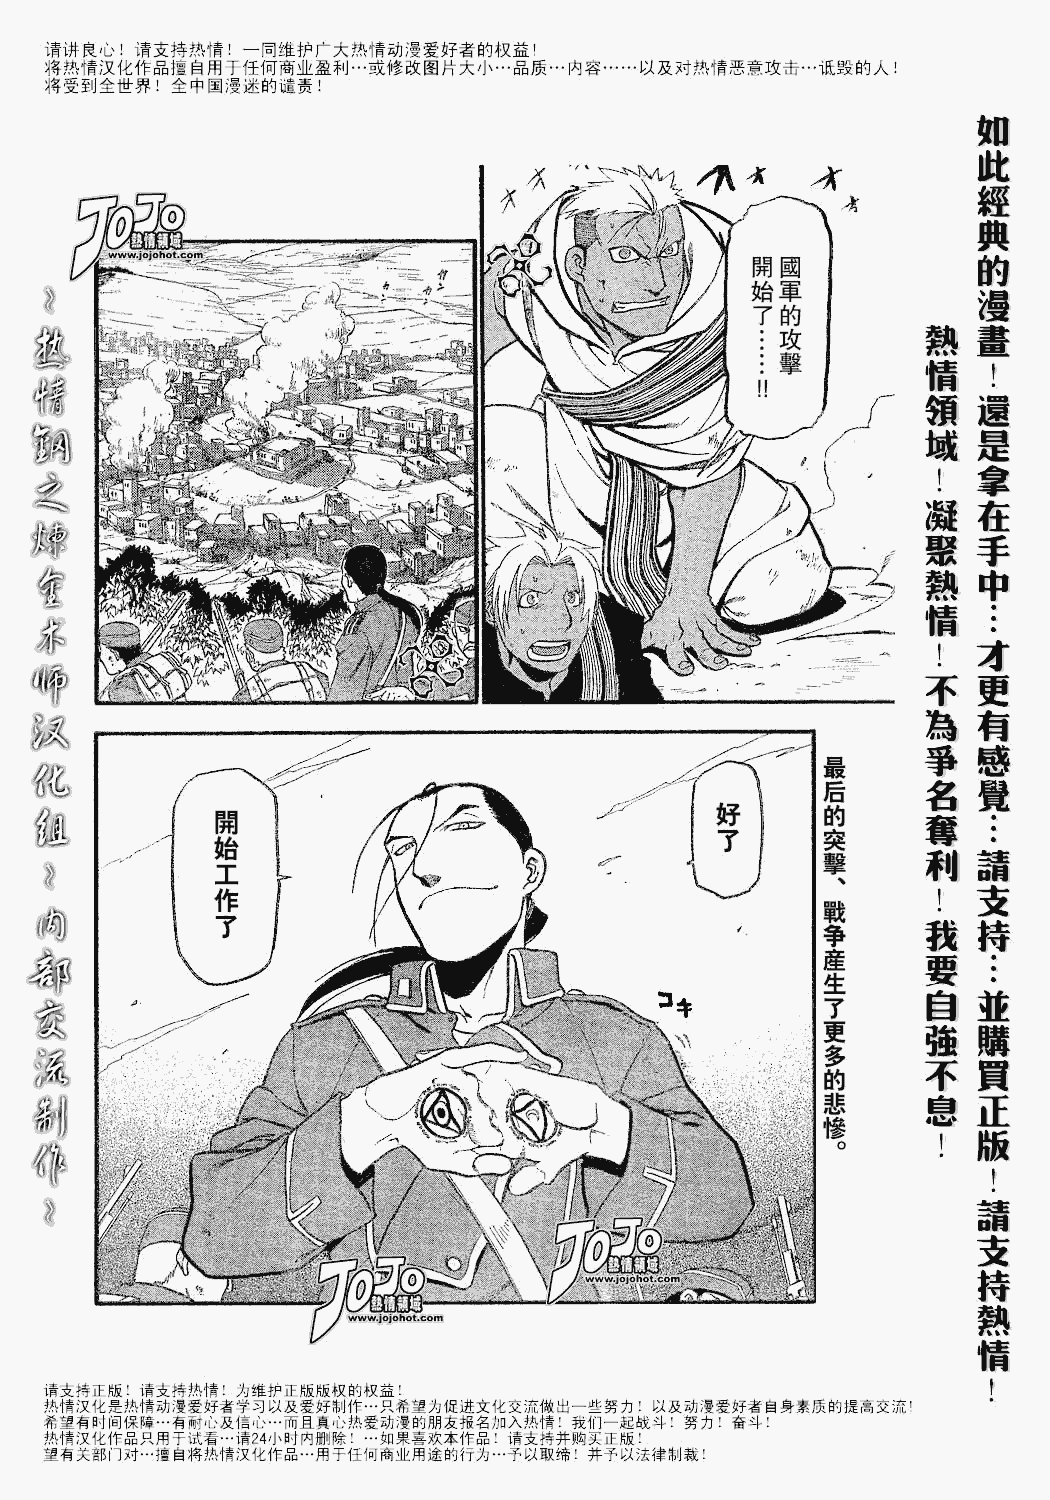 请讲良心！请支持热情！一同维护广大热情动漫爱好者的权益！
将热情汉化作品擅自用于任何商业盈利…或修改图片大小…品质…内容……以及对热情恶意攻击…诋毁的人！
将受到全世界！全中国漫迷的谴责！
如此經典的漫畫！還是拿在手中…才更有感覺…請支持…並購買正版！請支持熱情！
熱情領域！凝聚熱情！不為爭名奪利！我要自強不息！
國軍的攻擊
開始了……!!
JOJO
熱情領域
www.jojohot.com
～热情钢之炼金术师汉化组～内部交流制作～
最后的突擊、戰争産生了更多的悲慘。
好了
開始工作了
コキ
JOJO
熱情領域
www.jojohot.com
JOJO
熱情領域
www.jojohot.com
请支持正版！请支持热情！为维护正版版权的权益！
热情汉化是热情动漫爱好者学习以及爱好制作…只希望为促进文化交流做出一些努力！以及动漫爱好者自身素质的提高交流！
希望有时间保障…有耐心及信心…而且真心热爱动漫的朋友报名加入热情！我们一起战斗！努力！奋斗！
热情汉化作品只用于试看…请24小时内删除！…如果喜欢本作品！请支持并购买正版！
望有关部门对…擅自将热情汉化作品…用于任何商业用途的行为…予以取缔！并予以法律制裁！